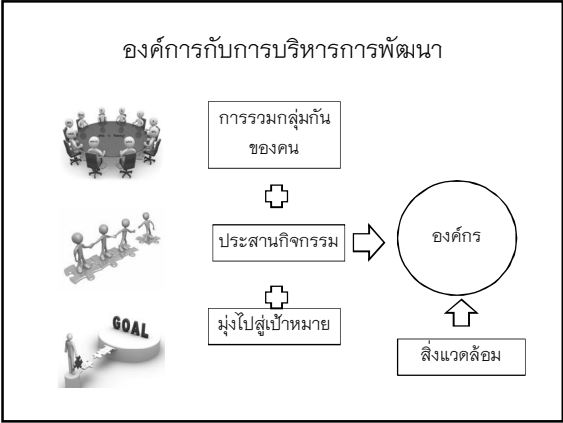 องค์การกับการบริหารการพัฒนา
การรวมกลุ่มกัน
ของคน
ประสานกิจกรรม
องค์กร
GOAL
มุ่งไปสู่เป้าหมาย
สิ่งแวดล้อม